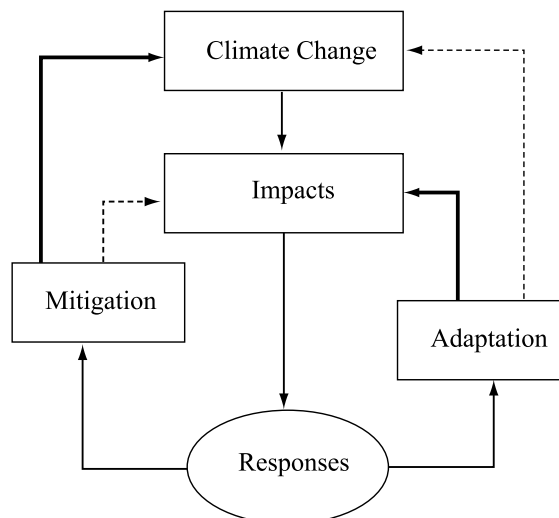 Climate Change
Impacts
Mitigation
Adaptation
Responses